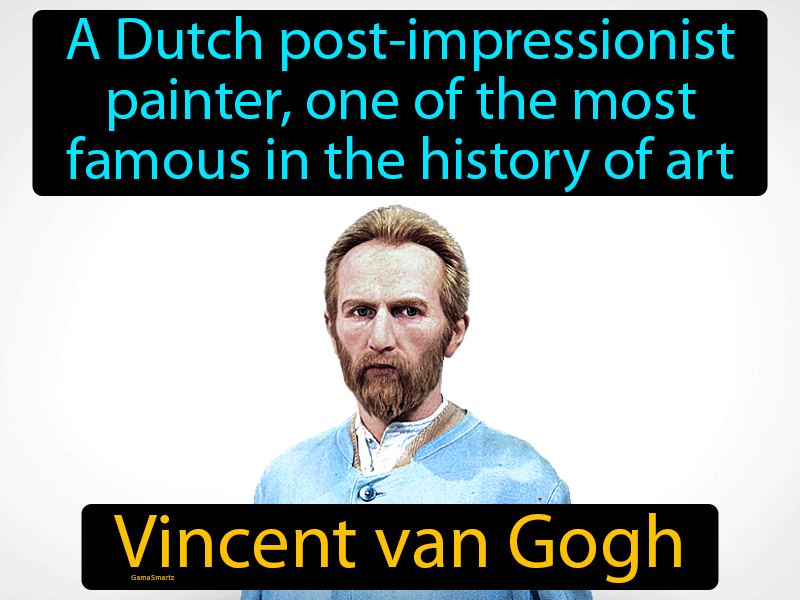 A Dutch post-impressionist
painter, one of the most
famous in the history of art
Vincent van Gogh
GameSmartz